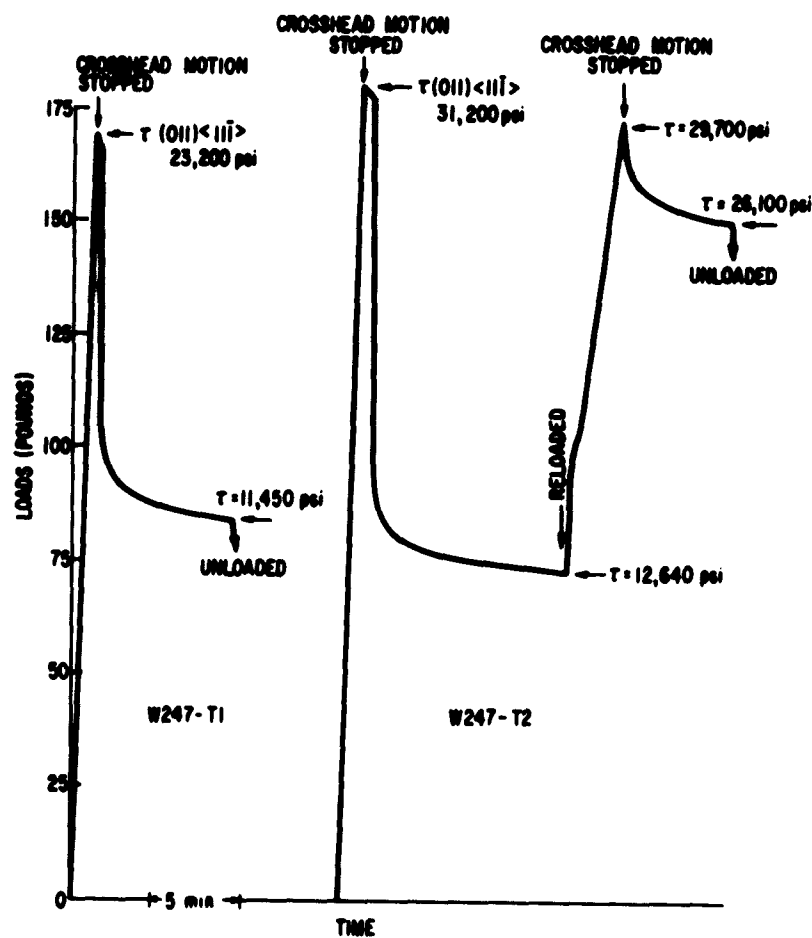 CROSSHEAD MOTION
STOPPED
τ (011)<11Ī>
23,200 psi
CROSSHEAD MOTION
STOPPED
τ(011)<11Ī>
31,200 psi
CROSSHEAD MOTION
STOPPED
τ = 29,700 psi
τ = 26,100 psi
UNLOADED
175
150
125
100
75
50
25
0
LOADS (POUNDS)
τ = 11,450 psi
UNLOADED
RELOADED
τ = 12,640 psi
W247-T1
W247-T2
5 min
TIME